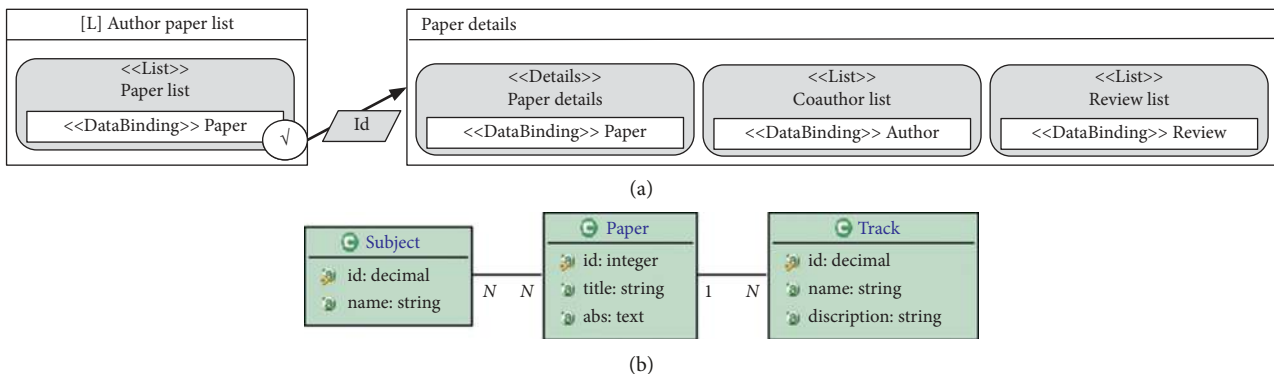 [L] Author paper list
<<List>>
Paper list
<<DataBinding>> Paper
√
Id
Paper details
<<Details>>
Paper details
<<DataBinding>> Paper
<<List>>
Coauthor list
<<DataBinding>> Author
<<List>>
Review list
<<DataBinding>> Review
(a)
Subject
id: decimal
name: string
N N
Paper
id: integer
title: string
abs: text
1 N
Track
id: decimal
name: string
discription: string
(b)